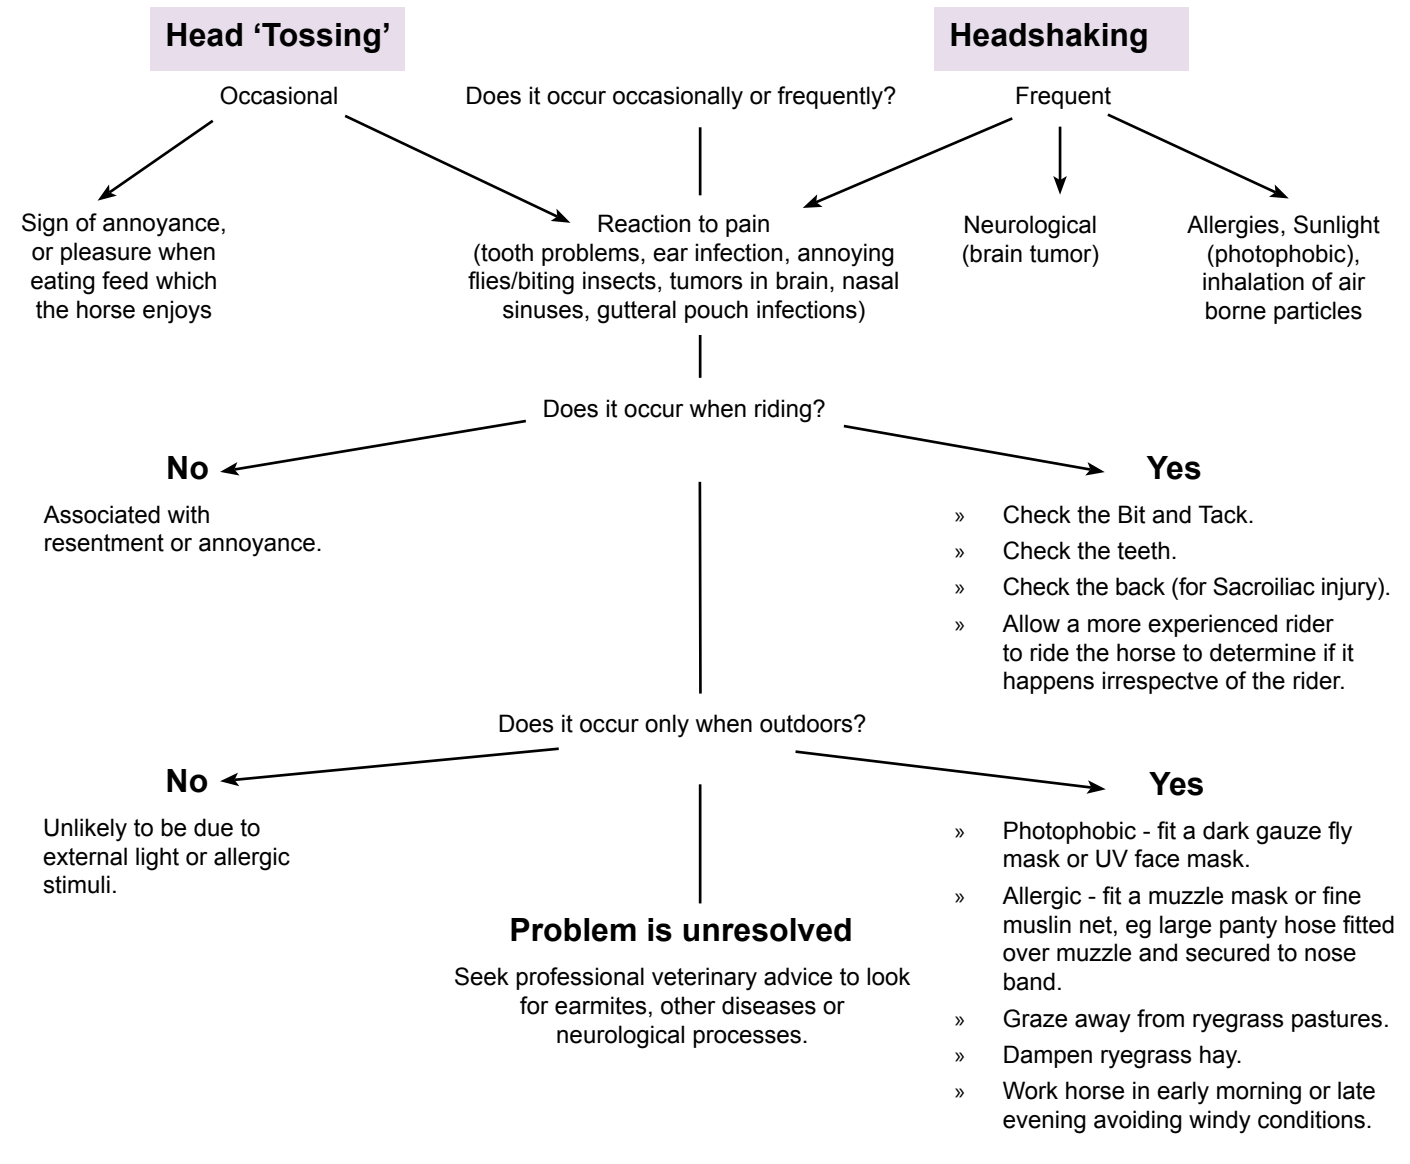 Head ‘Tossing’
Headshaking
Occasional
Does it occur occasionally or frequently?
Frequent
Sign of annoyance,
or pleasure when
eating feed which
the horse enjoys
Reaction to pain
(tooth problems, ear infection, annoying
flies/biting insects, tumors in brain, nasal
sinuses, gutteral pouch infections)
Neurological
(brain tumor)
Allergies, Sunlight
(photophobic),
inhalation of air
borne particles
Does it occur when riding?
No
Associated with
resentment or annoyance.
Yes
» Check the Bit and Tack.
» Check the teeth.
» Check the back (for Sacroiliac injury).
» Allow a more experienced rider
to ride the horse to determine if it
happens irrespectve of the rider.
Does it occur only when outdoors?
No
Unlikely to be due to
external light or allergic
stimuli.
Yes
» Photophobic - fit a dark gauze fly
mask or UV face mask.
» Allergic - fit a muzzle mask or fine
muslin net, eg large panty hose fitted
over muzzle and secured to nose
band.
» Graze away from ryegrass pastures.
» Dampen ryegrass hay.
» Work horse in early morning or late
evening avoiding windy conditions.
Problem is unresolved
Seek professional veterinary advice to look
for earmites, other diseases or
neurological processes.